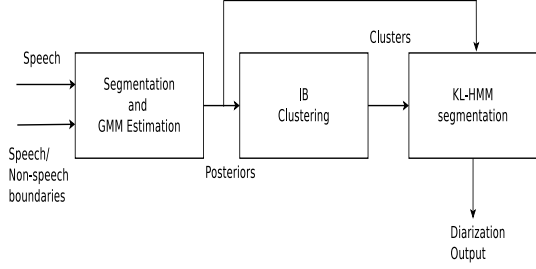 Speech
Speech/
Non-speech
boundaries
Segmentation
and
GMM Estimation
Posteriors
IB
Clustering
Clusters
KL-HMM
segmentation
Diarization
Output